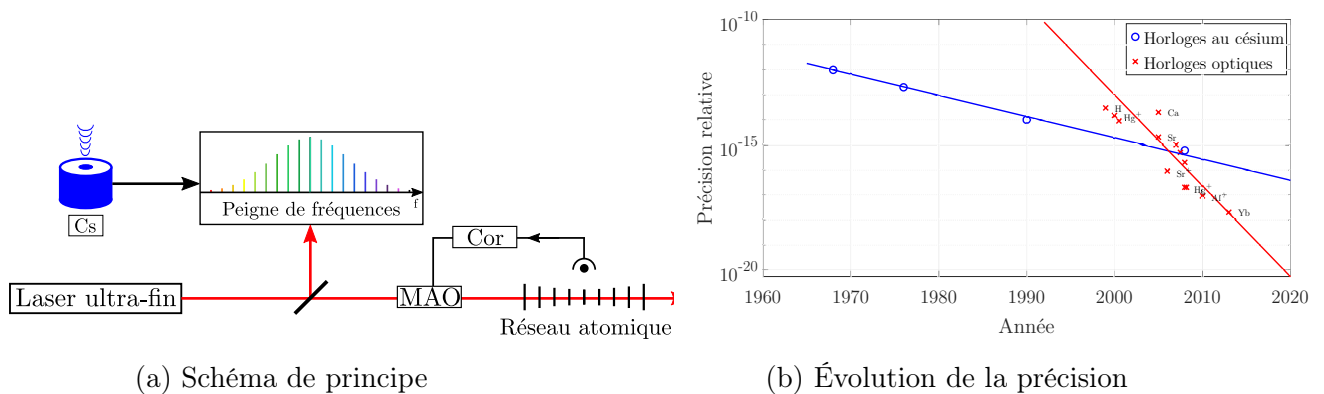 Cs
Peigne de fréquences
f
Laser ultra-fin
MAO
Cor
Réseau atomique
(a) Schéma de principe
Précision relative
10^-10
10^-15
10^-20
1960 1970 1980 1990 2000 2010 2020
Année
Horloges au césium
Horloges optiques
H
Hg+
Ca
Sr
Sr+
Al+
Yb
(b) Évolution de la précision